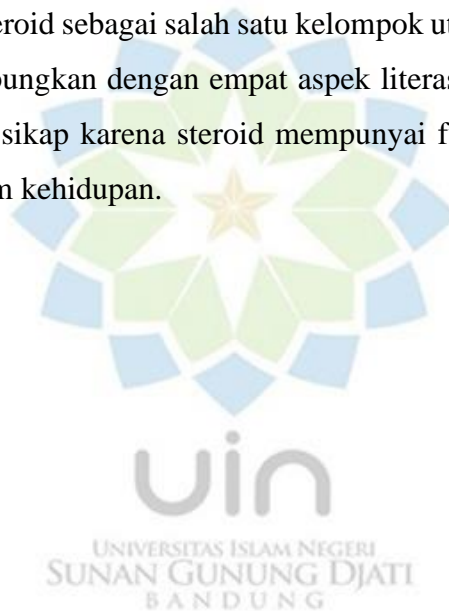 eroid sebagai salah satu kelompok ut
oungkan dengan empat aspek literas
sikap karena steroid mempunyai f
m kehidupan.
uin
UNIVERSITAS ISLAM NEGERI
SUNAN GUNUNG DJATI
BANDUNG